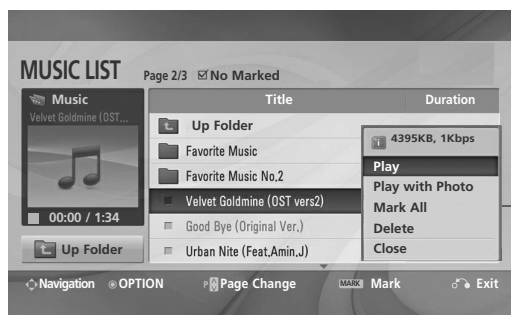 MUSIC LIST Page 2/3 No Marked
Music
Velvet Goldmine (OST...
00:00 / 1:34
Up Folder
Title Duration
Up Folder
Favorite Music
Favorite Music No.2
Velvet Goldmine (OST vers2)
Good Bye (Original Ver.)
Urban Nite (Feat.Amin.J)
4395KB, 1Kbps
Play
Play with Photo
Mark All
Delete
Close
Navigation OPTION P Page Change MARK Mark Exit